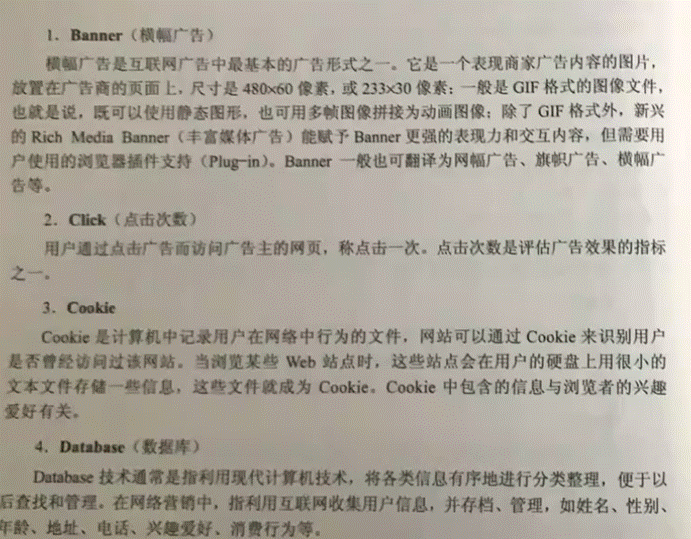 1．Banner（横幅广告）
横幅广告是互联网广告中最基本的广告形式之一。它是一个表现商家广告内容的图片，
放置在广告商的页面上，尺寸是 480×60 像素，或 233×30 像素；一般是 GIF 格式的图像文件，
也就是说，既可以使用静态图形，也可用多帧图像拼接为动画图像；除了 GIF 格式外，新兴
的 Rich Media Banner（丰富媒体广告）能赋予 Banner 更强的表现力和交互内容，但需要用
户使用的浏览器插件支持（Plug-in）。Banner 一般也可翻译为网幅广告、旗帜广告、横幅广
告等。
2．Click（点击次数）
用户通过点击广告而访问广告主的网页，称点击一次。点击次数是评估广告效果的指标
之一。
3．Cookie
Cookie 是计算机中记录用户在网络中行为的文件，网站可以通过 Cookie 来识别用户
是否曾经访问过该网站。当浏览某些 Web 站点时，这些站点会在用户的硬盘上用很小的
文本文件存储一些信息，这些文件就成为 Cookie。Cookie 中包含的信息与浏览者的兴趣
爱好有关。
4．Database（数据库）
Database 技术通常是指利用现代计算机技术，将各类信息有序地进行分类整理，便于以
后查找和管理。在网络营销中，指利用互联网收集用户信息，并存档、管理，如姓名、性别、
年龄、地址、电话、兴趣爱好、消费行为等。